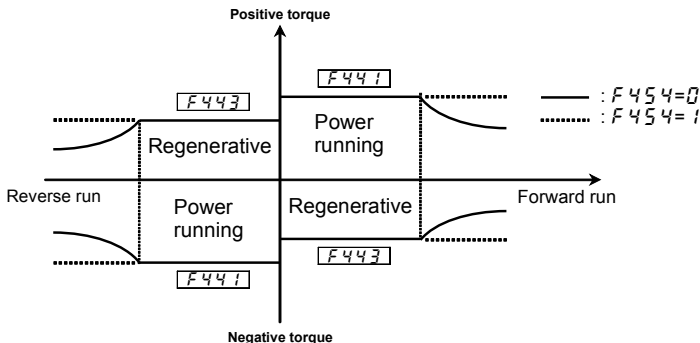 Positive torque
F441
F443
: F454=0
: F454=1
Power
running
Regenerative
Reverse run
Forward run
Power
running
Regenerative
F443
F441
Negative torque